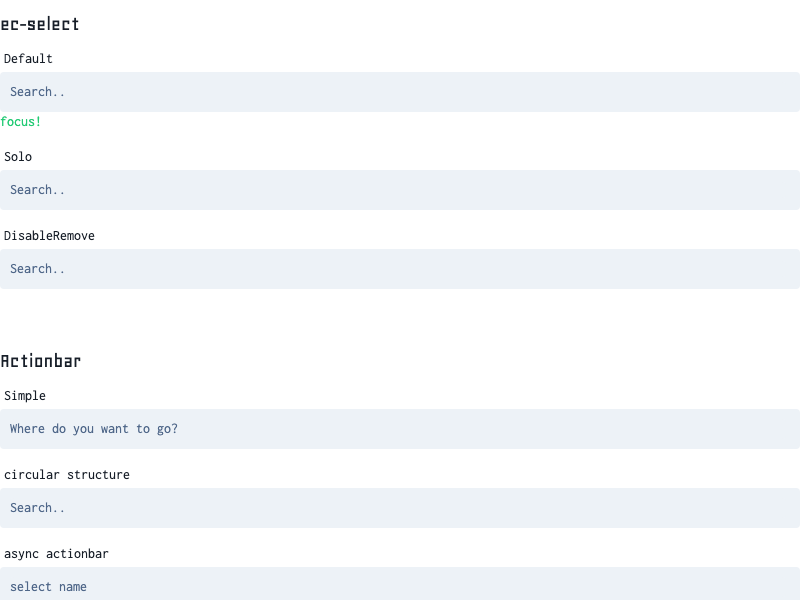 ec-select
Default
Search..
focus!
Solo
Search..
DisableRemove
Search..
Actionbar
Simple
Where do you want to go?
circular structure
Search..
async actionbar
select name